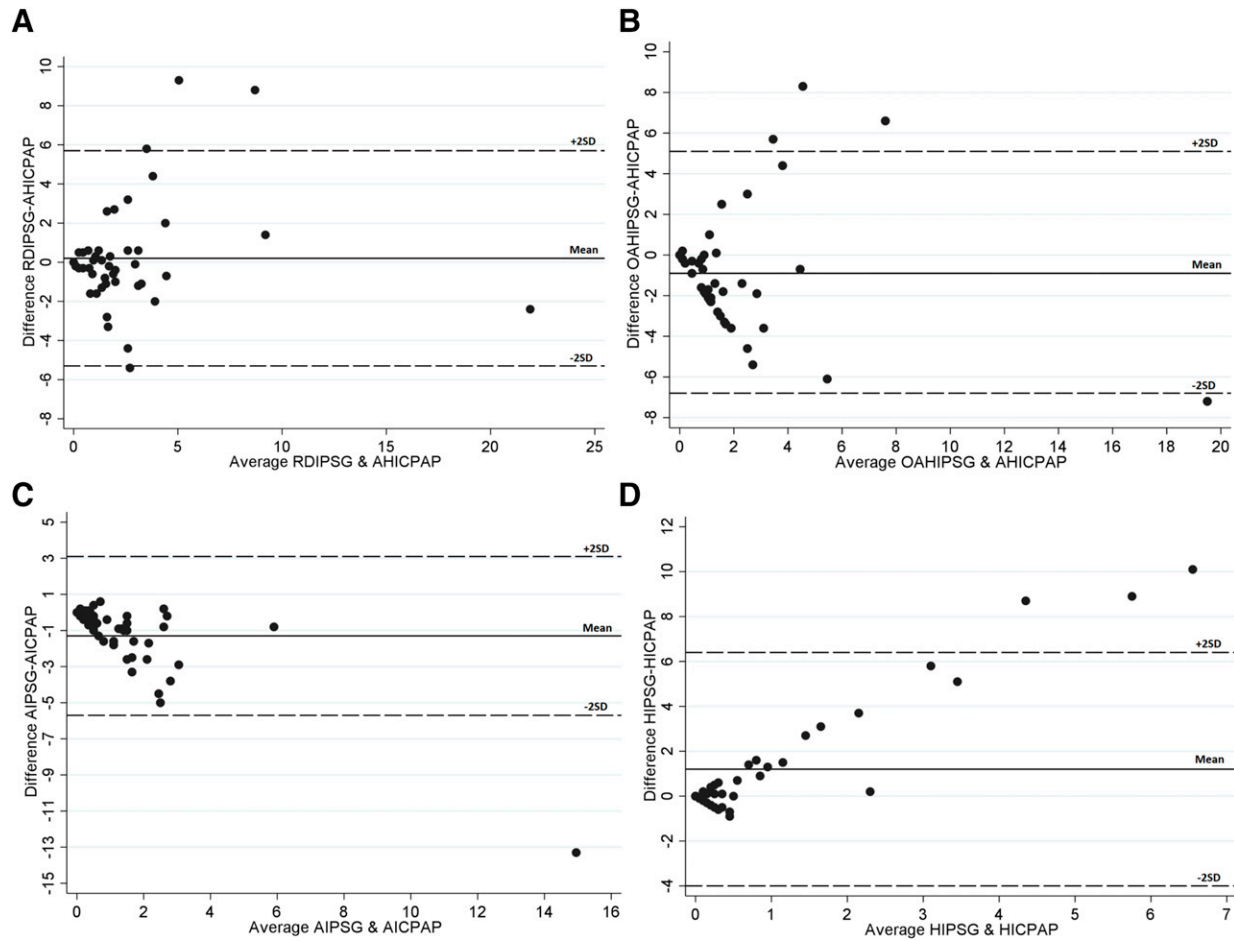 A
Difference RDIPSG-AHICPAP
10
8
6
4
2
0
-2
-4
-6
-8
+2SD
Mean
-2SD
0 5 10 15 20 25
Average RDIPSG & AHICPAP
B
Difference OAHIPSG-AHICPAP
10
8
6
4
2
0
-2
-4
-6
-8
+2SD
Mean
-2SD
0 2 4 6 8 10 12 14 16 18 20
Average OAHIPSG & AHICPAP
C
Difference AIPSG-AICPAP
5
3
1
-1
-3
-5
-7
-9
-11
-13
-15
+2SD
Mean
-2SD
0 2 4 6 8 10 12 14 16
Average AIPSG & AICPAP
D
Difference HIPSG-HICPAP
12
10
8
6
4
2
0
-2
-4
+2SD
Mean
-2SD
0 1 2 3 4 5 6 7
Average HIPSG & HICPAP